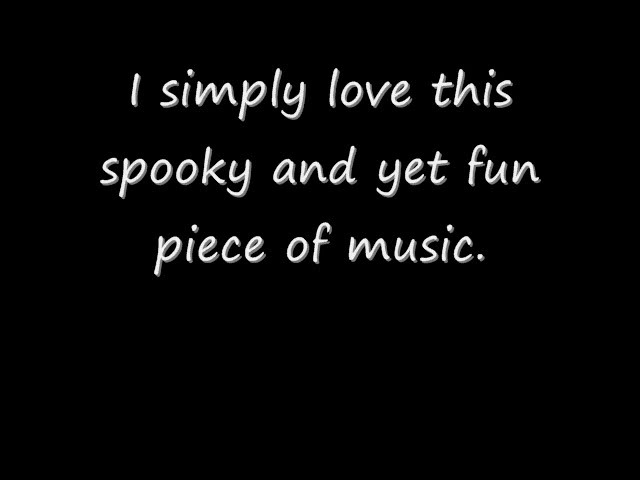 I simply love this
spooky and yet fun
piece of music.